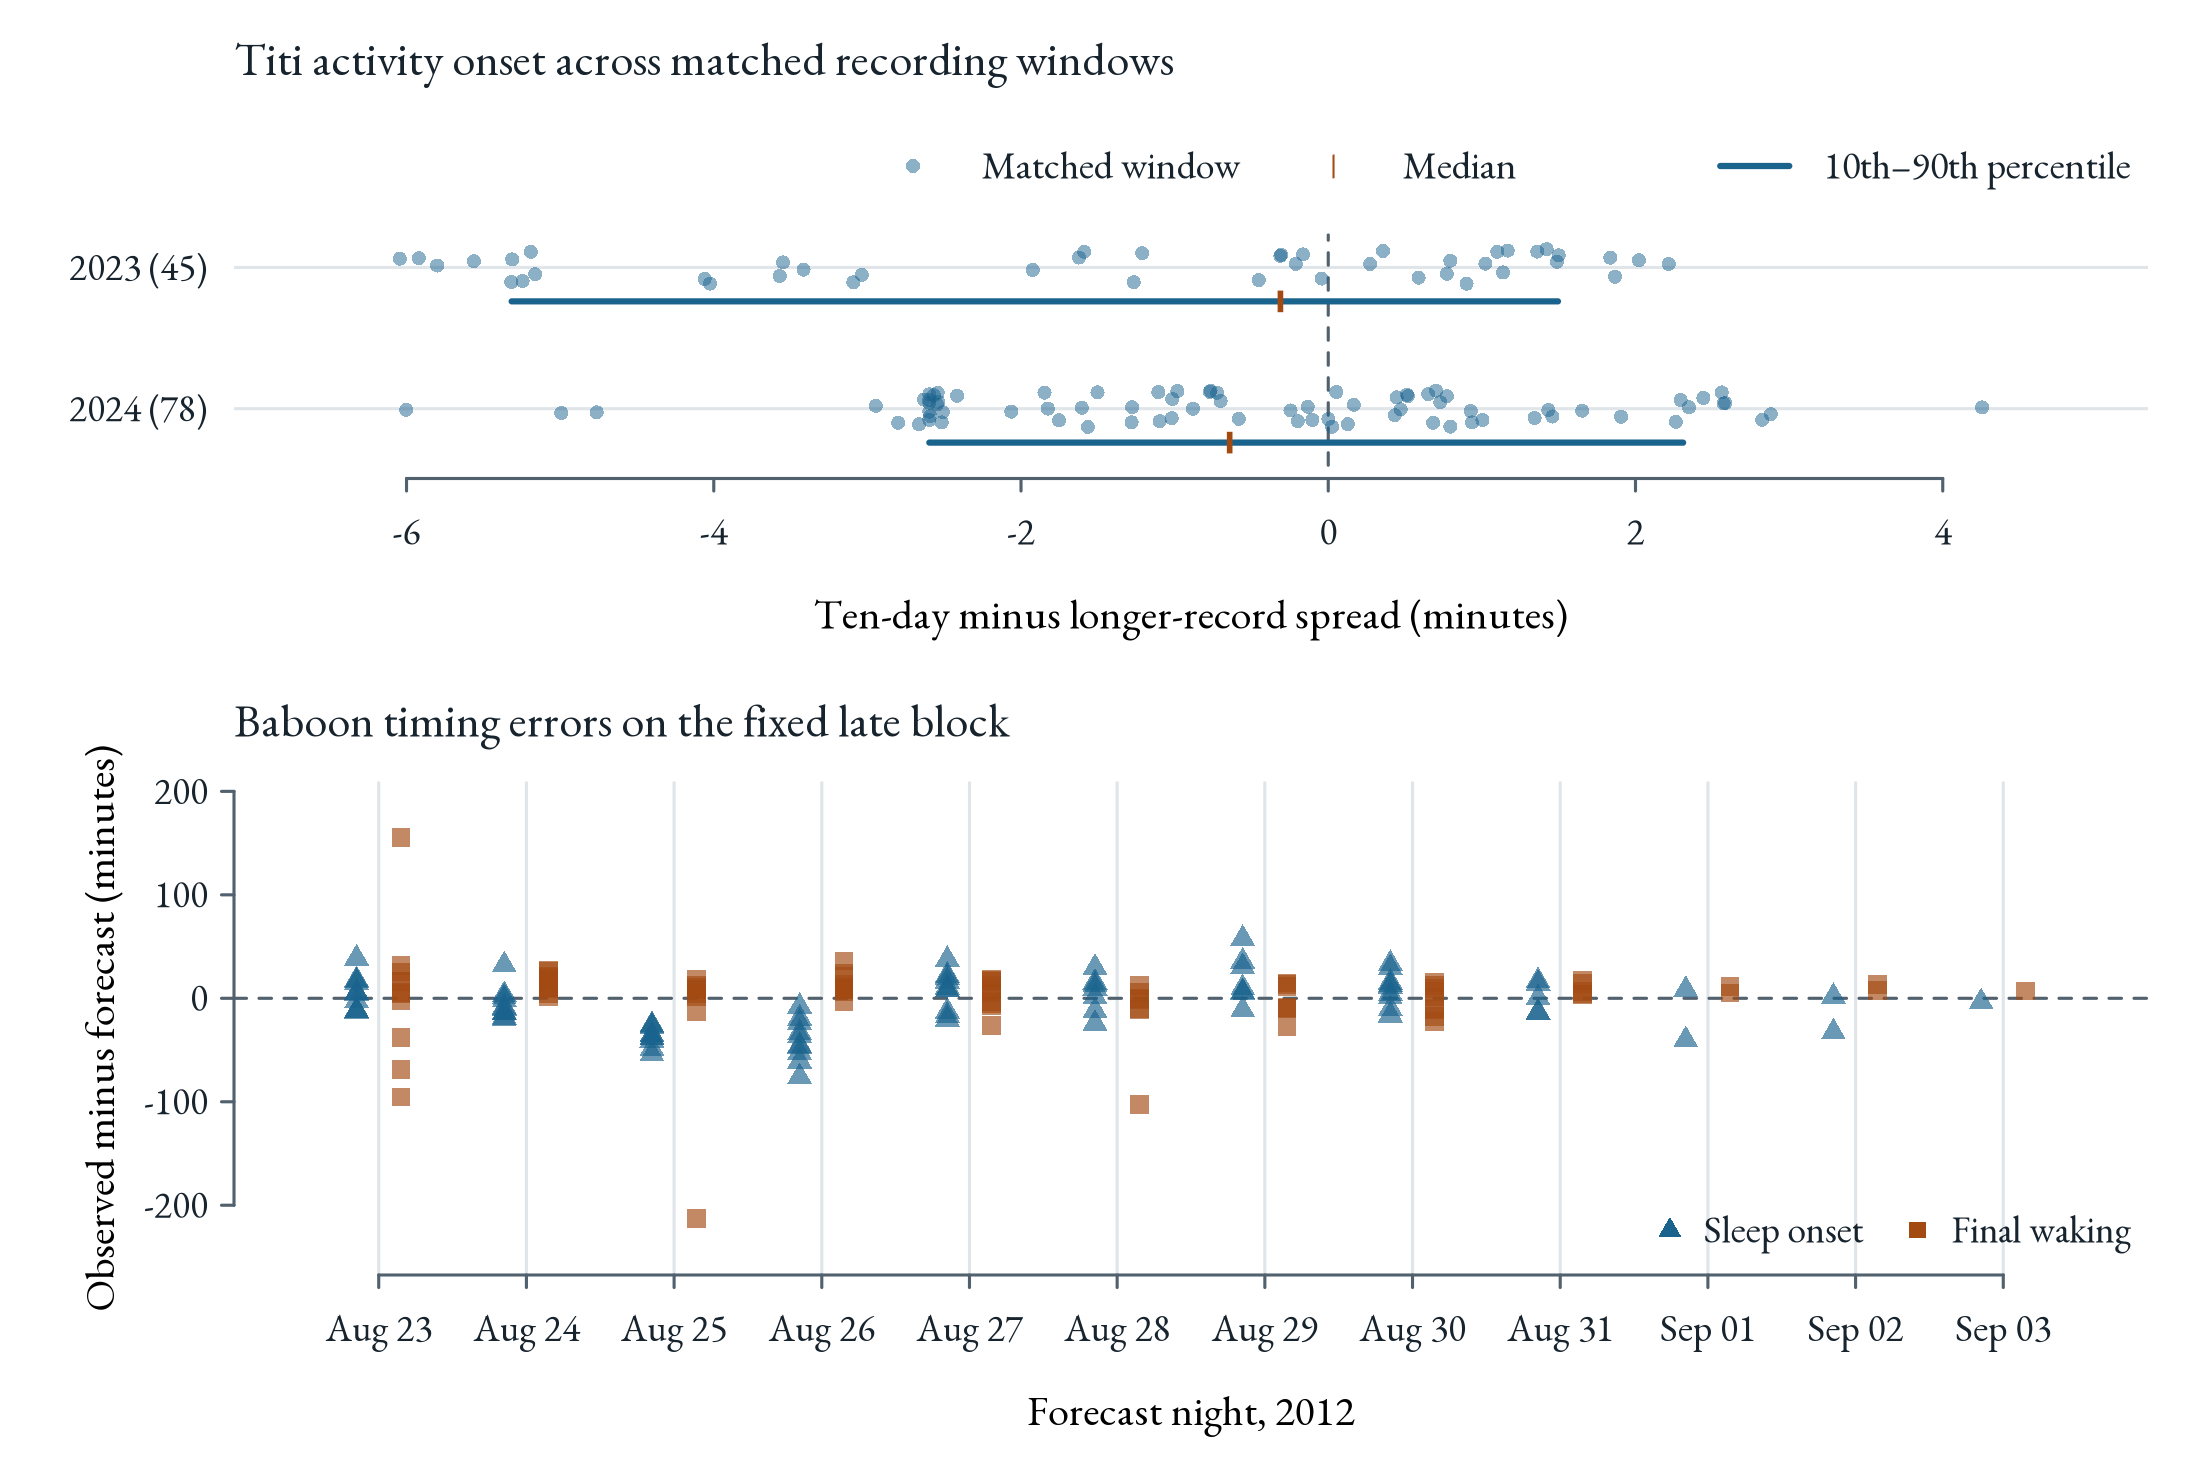 Titi activity onset across matched recording windows
Matched window
Median
10th–90th percentile
2023 (45)
2024 (78)
-6
-4
-2
0
2
4
Ten-day minus longer-record spread (minutes)
Baboon timing errors on the fixed late block
Observed minus forecast (minutes)
200
100
0
-100
-200
Sleep onset
Final waking
Aug 23
Aug 24
Aug 25
Aug 26
Aug 27
Aug 28
Aug 29
Aug 30
Aug 31
Sep 01
Sep 02
Sep 03
Forecast night, 2012